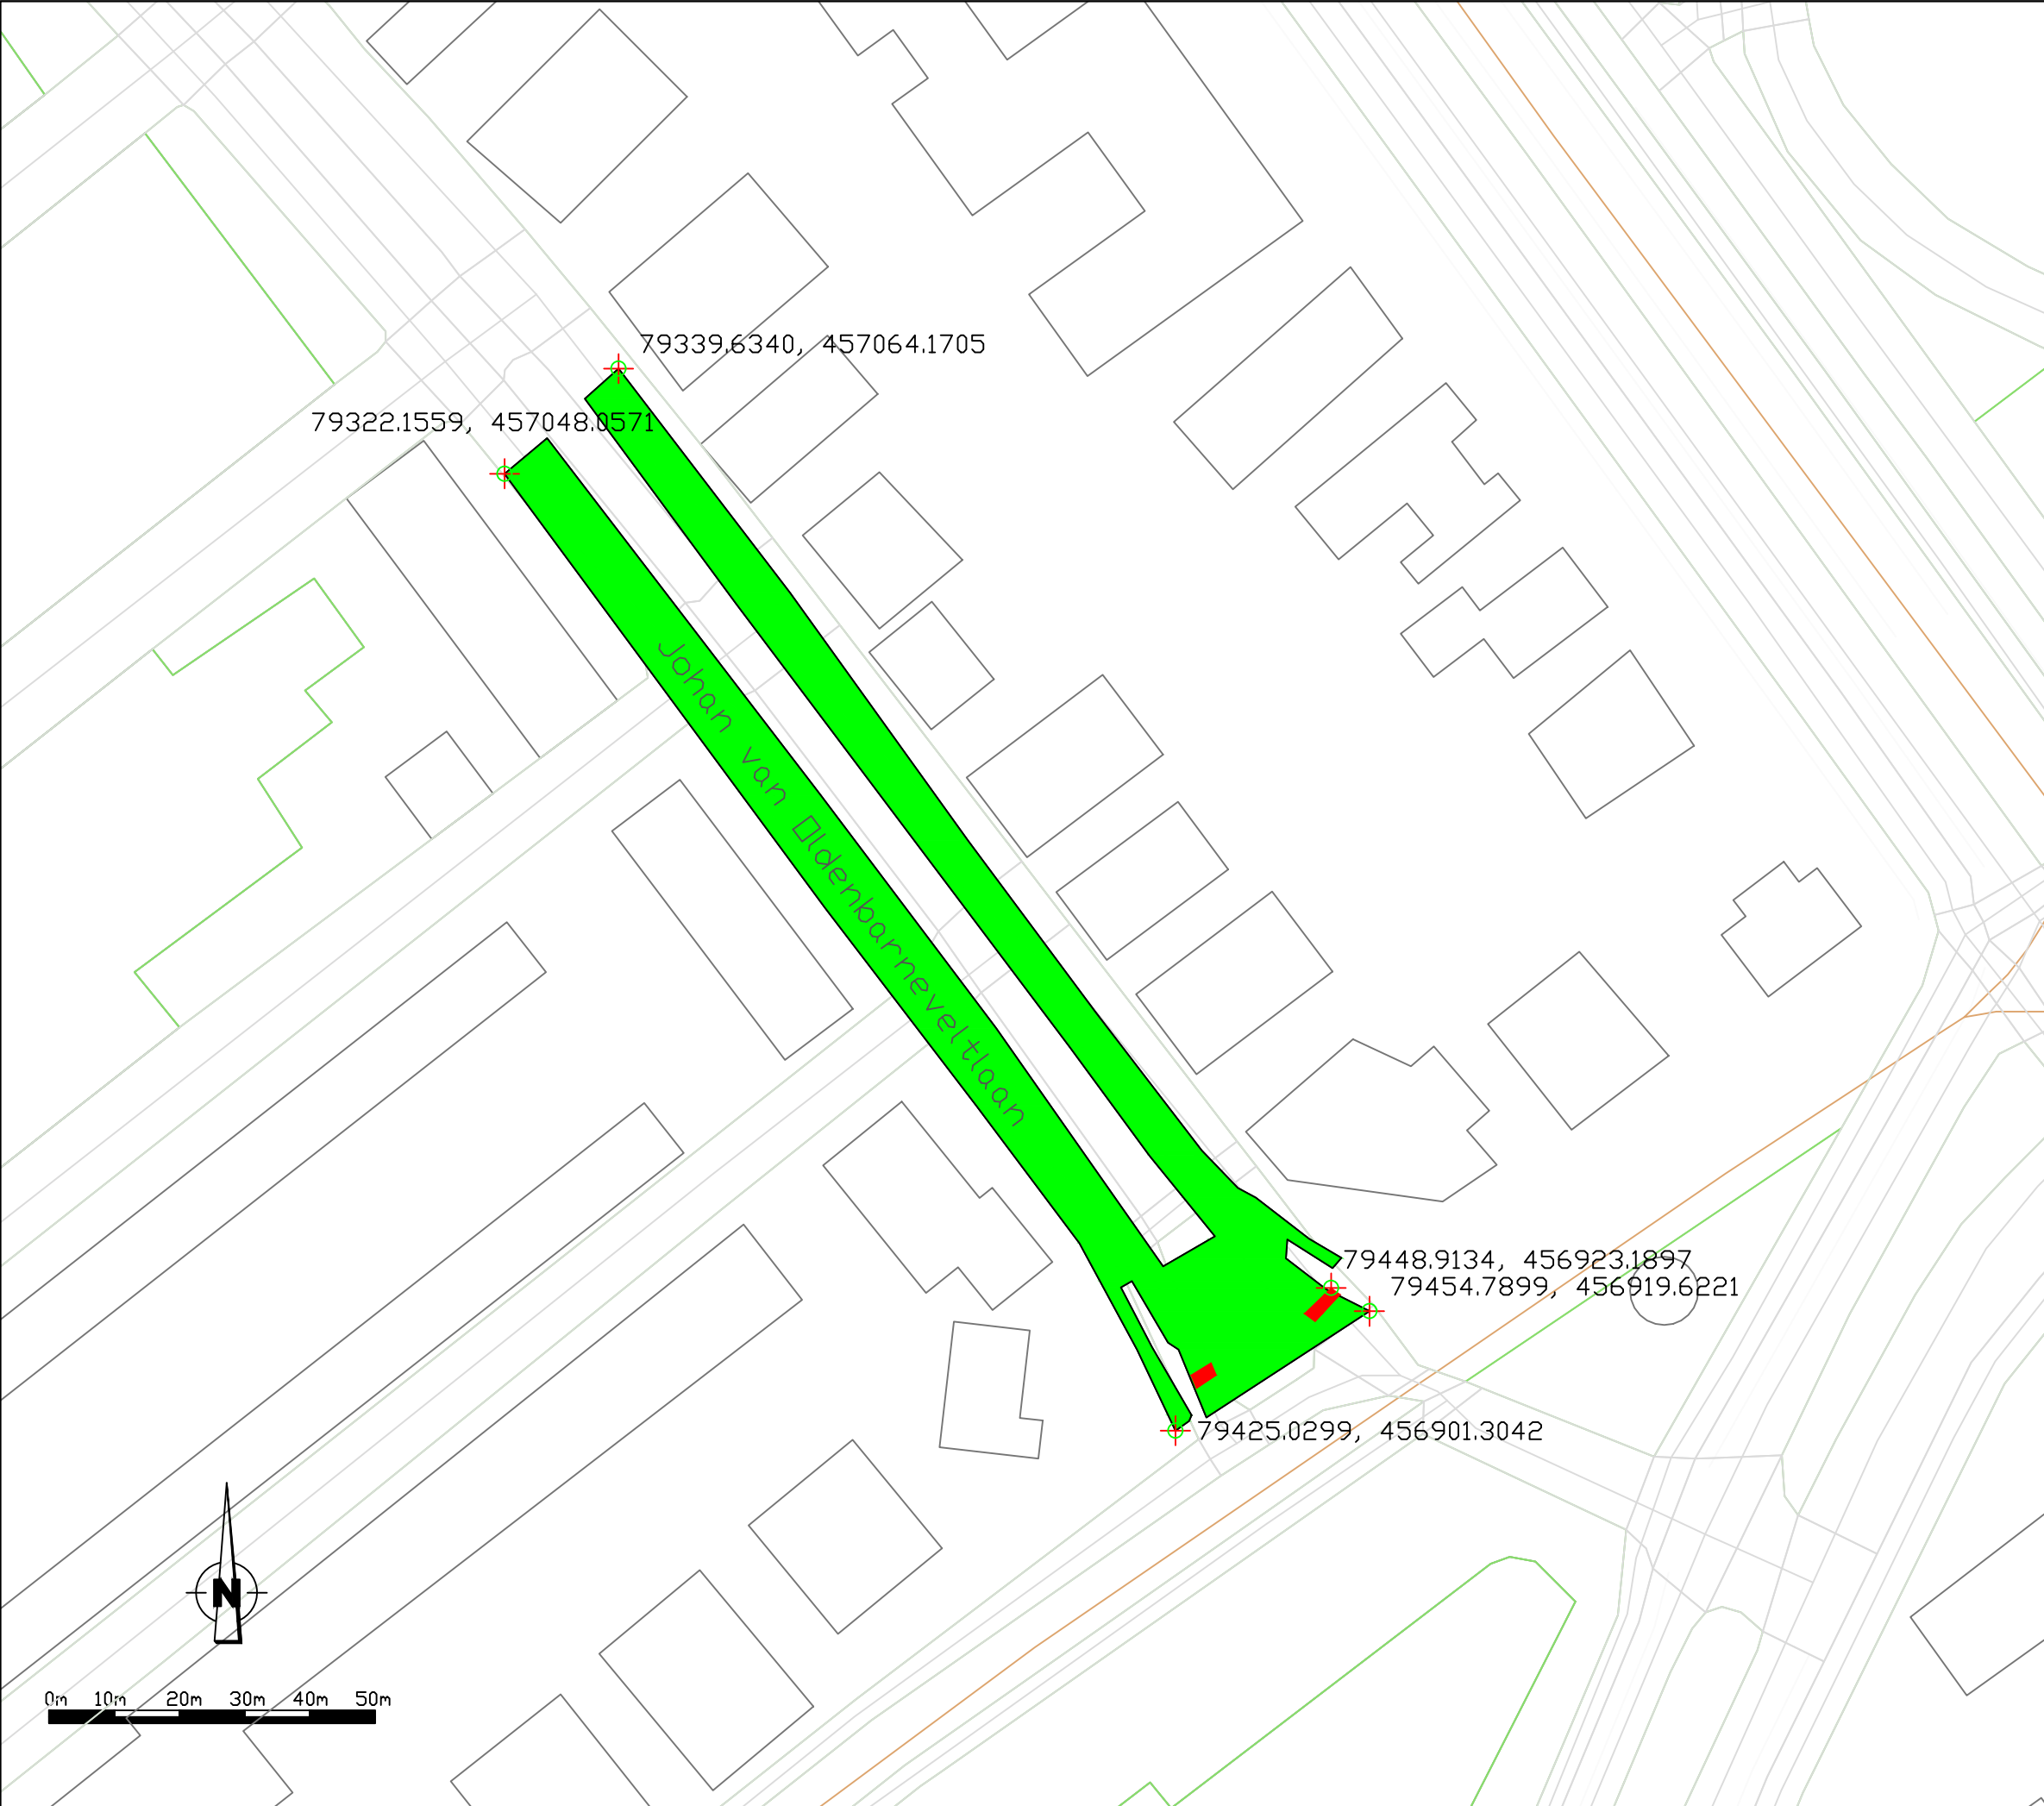 79339.6340, 457064.1705
79322.1559, 457048.0571
Johan van Oldenbarneveltlaan
79448.9134, 456923.1897
79454.7899, 456919.6221
79425.0299, 456901.3042
N
0m 10m 20m 30m 40m 50m